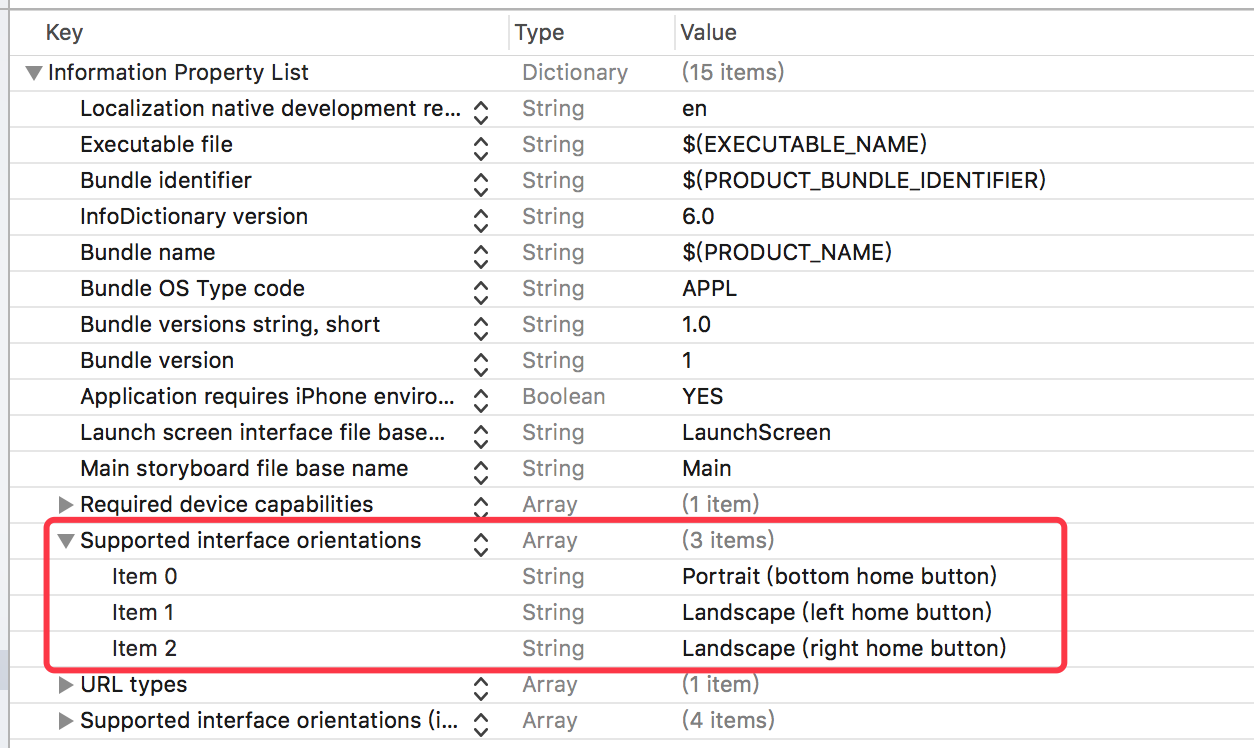 Key Type Value
Information Property List Dictionary (15 items)
Localization native development re... String en
Executable file String $(EXECUTABLE_NAME)
Bundle identifier String $(PRODUCT_BUNDLE_IDENTIFIER)
InfoDictionary version String 6.0
Bundle name String $(PRODUCT_NAME)
Bundle OS Type code String APPL
Bundle versions string, short String 1.0
Bundle version String 1
Application requires iPhone enviro... Boolean YES
Launch screen interface file base... String LaunchScreen
Main storyboard file base name String Main
Required device capabilities Array (1 item)
Supported interface orientations Array (3 items)
Item 0 String Portrait (bottom home button)
Item 1 String Landscape (left home button)
Item 2 String Landscape (right home button)
URL types Array (1 item)
Supported interface orientations (i... Array (4 items)